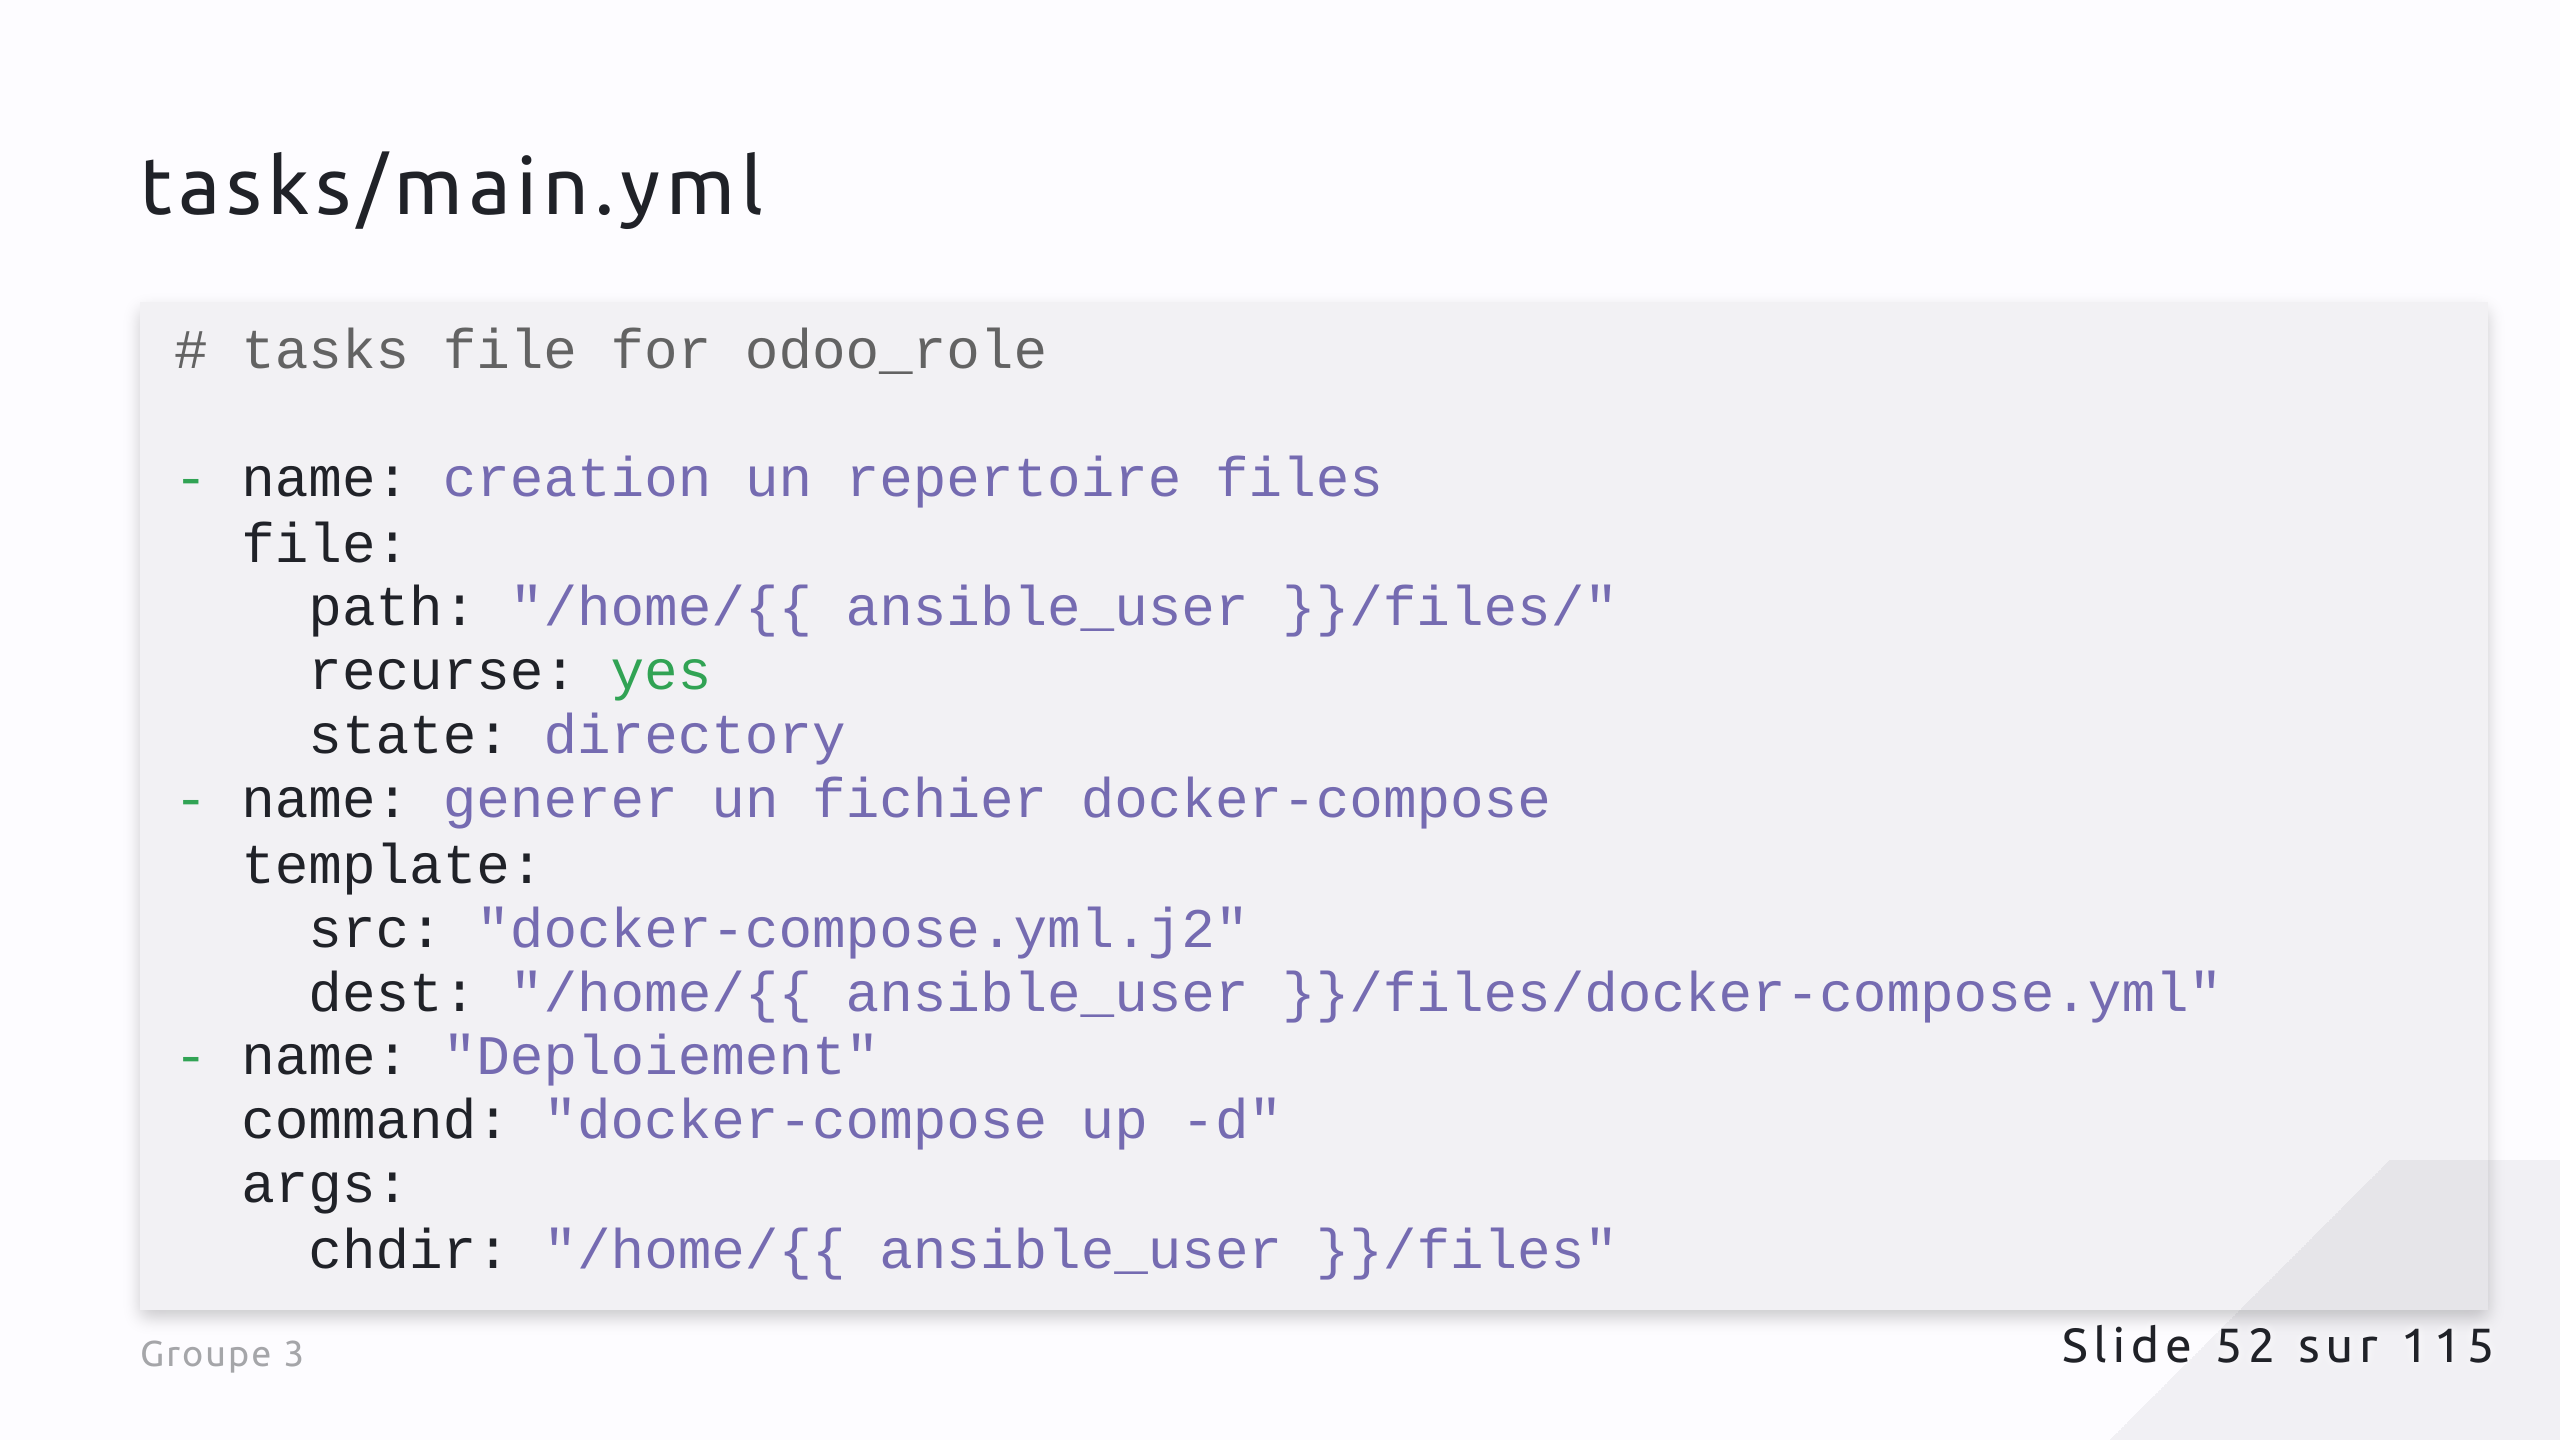 tasks/main.yml
# tasks file for odoo_role
- name: creation un repertoire files
  file:
    path: "/home/{{ ansible_user }}/files/"
    recurse: yes
    state: directory
- name: generer un fichier docker-compose
  template:
    src: "docker-compose.yml.j2"
    dest: "/home/{{ ansible_user }}/files/docker-compose.yml"
- name: "Deploiement"
  command: "docker-compose up -d"
  args:
    chdir: "/home/{{ ansible_user }}/files"
Groupe 3
Slide 52 sur 115